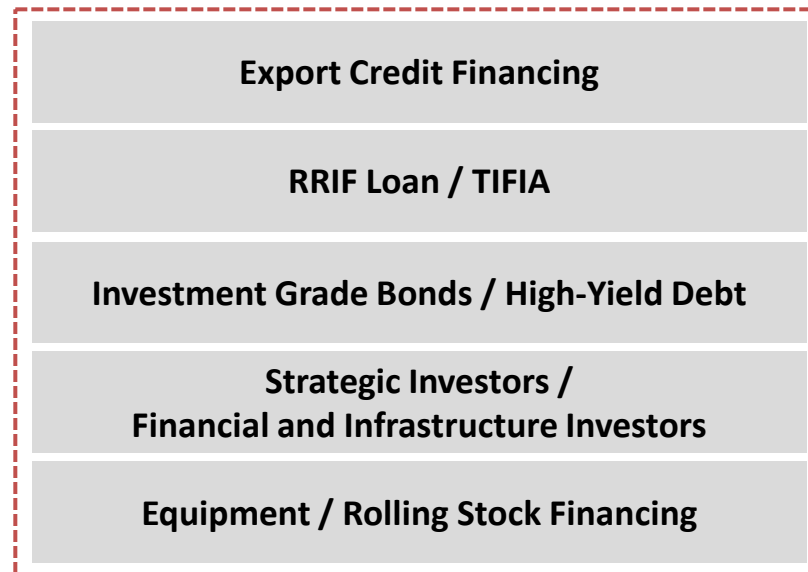 Export Credit Financing
RRIF Loan / TIFIA
Investment Grade Bonds / High-Yield Debt
Strategic Investors /
Financial and Infrastructure Investors
Equipment / Rolling Stock Financing